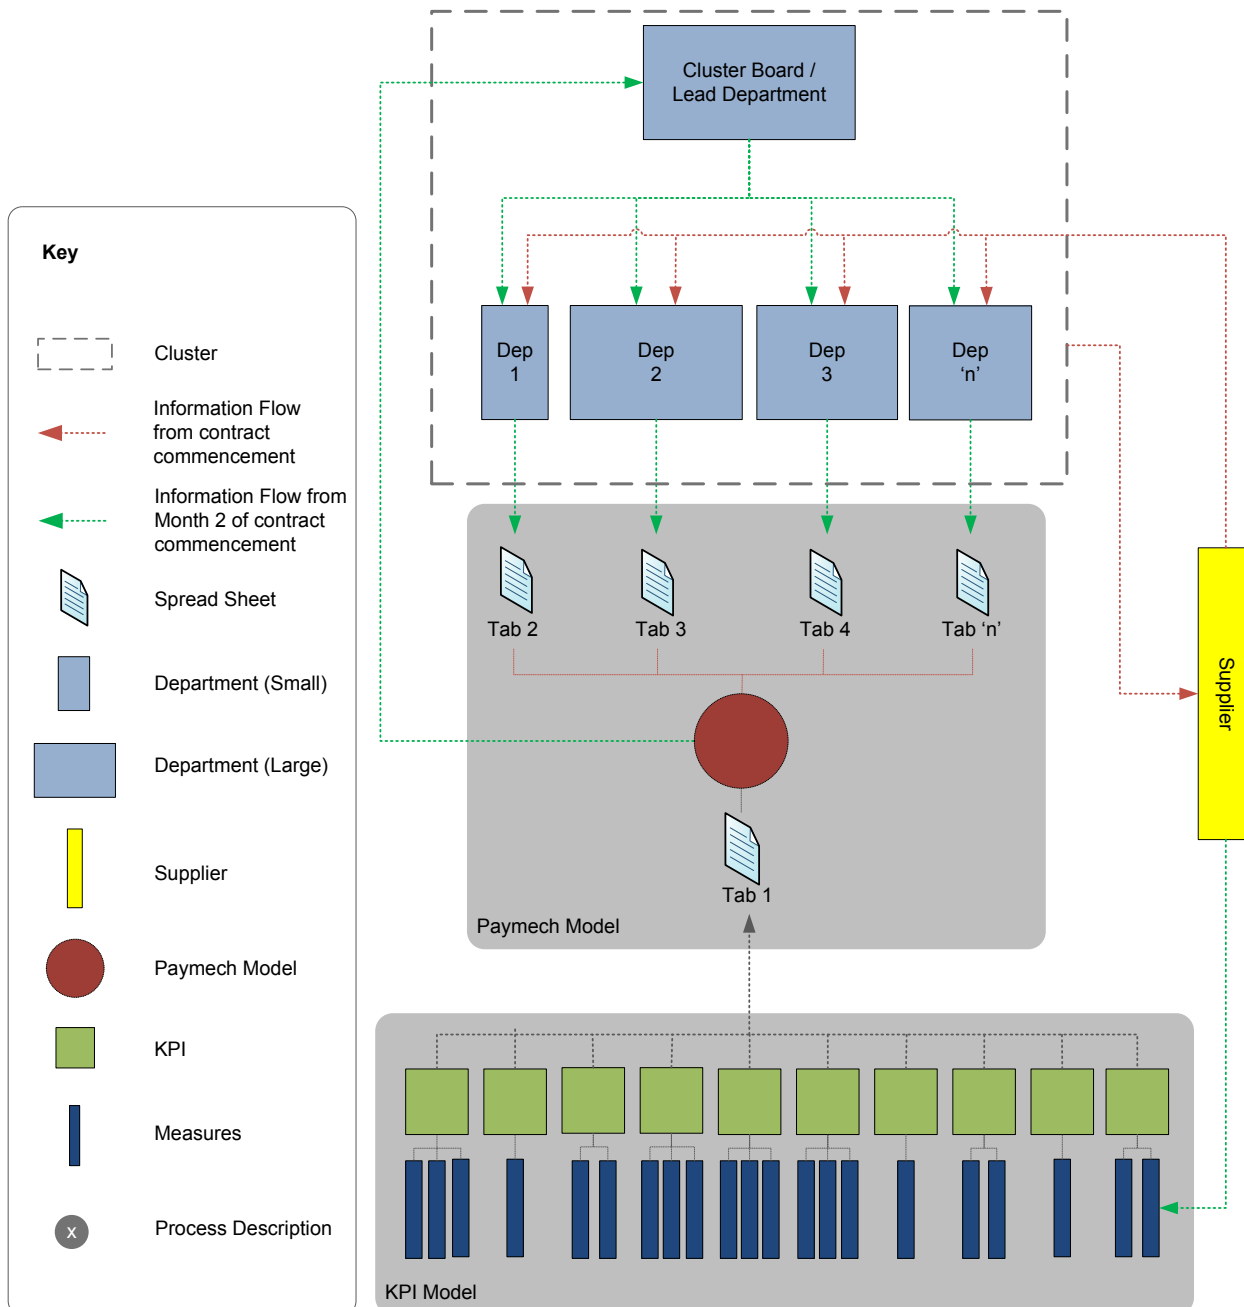 Cluster Board /
Lead Department
Key
Cluster
Information Flow
from contract
commencement
Information Flow from
Month 2 of contract
commencement
Spread Sheet
Department (Small)
Department (Large)
Supplier
Paymech Model
KPI
Measures
x
Process Description
Dep
1
Dep
2
Dep
3
Dep
‘n’
Tab 2
Tab 3
Tab 4
Tab ‘n’
Tab 1
Paymech Model
Supplier
KPI Model